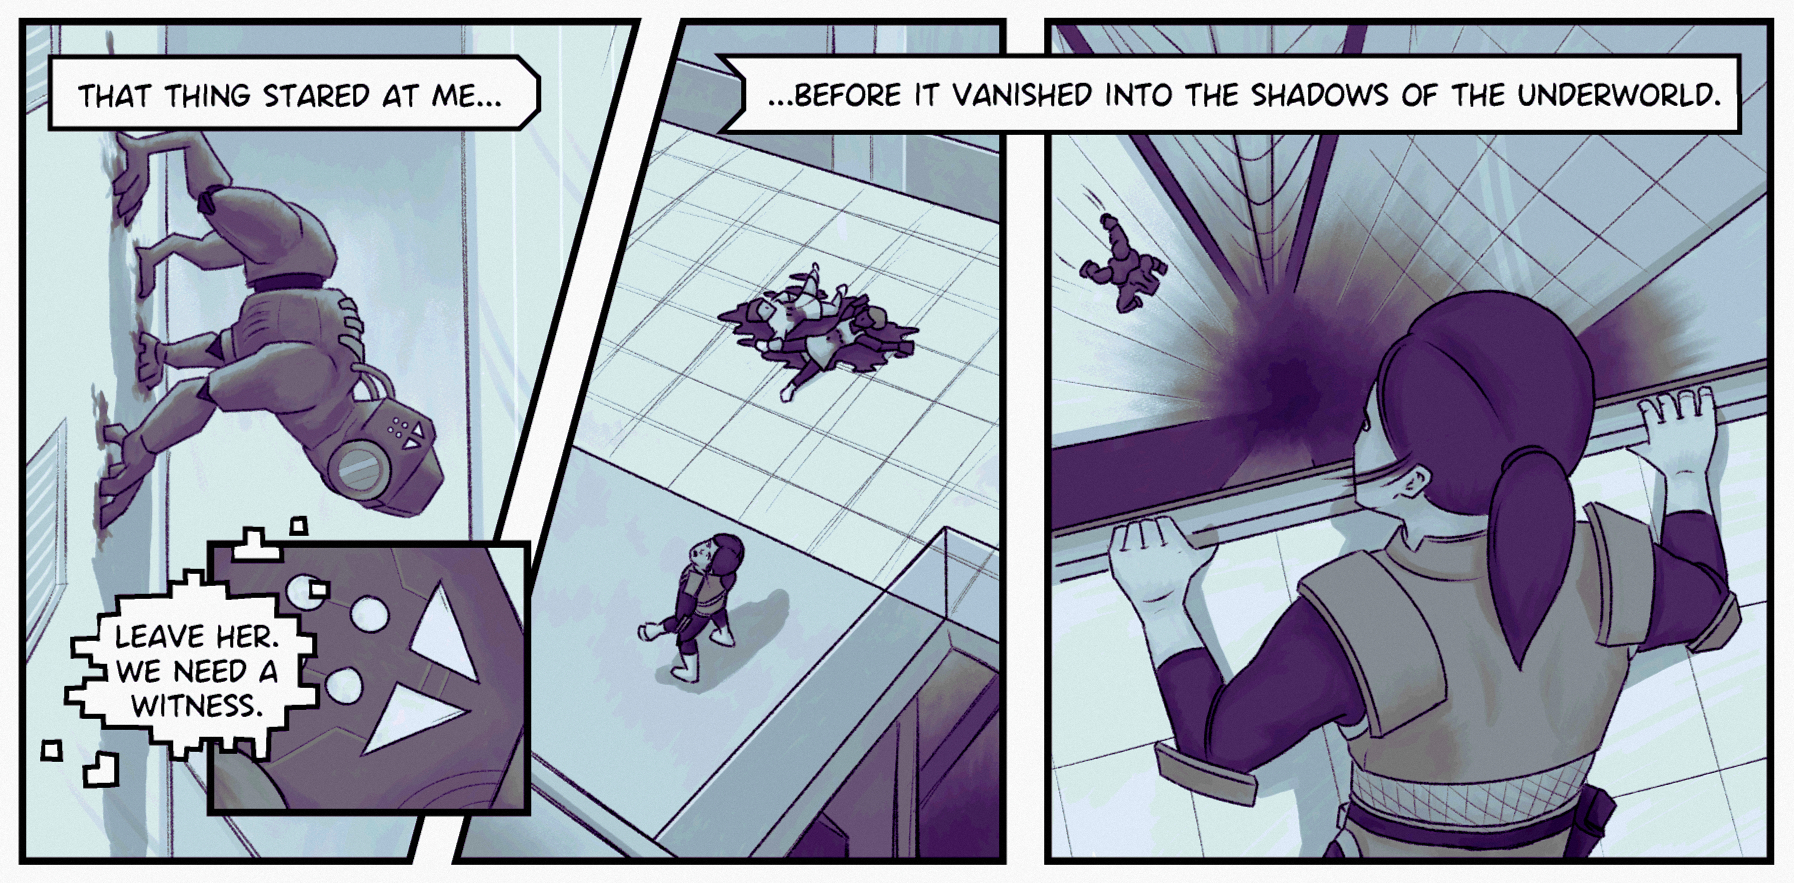 THAT THING STARED AT ME...
...BEFORE IT VANISHED INTO THE SHADOWS OF THE UNDERWORLD.
LEAVE HER.
WE NEED A
WITNESS.